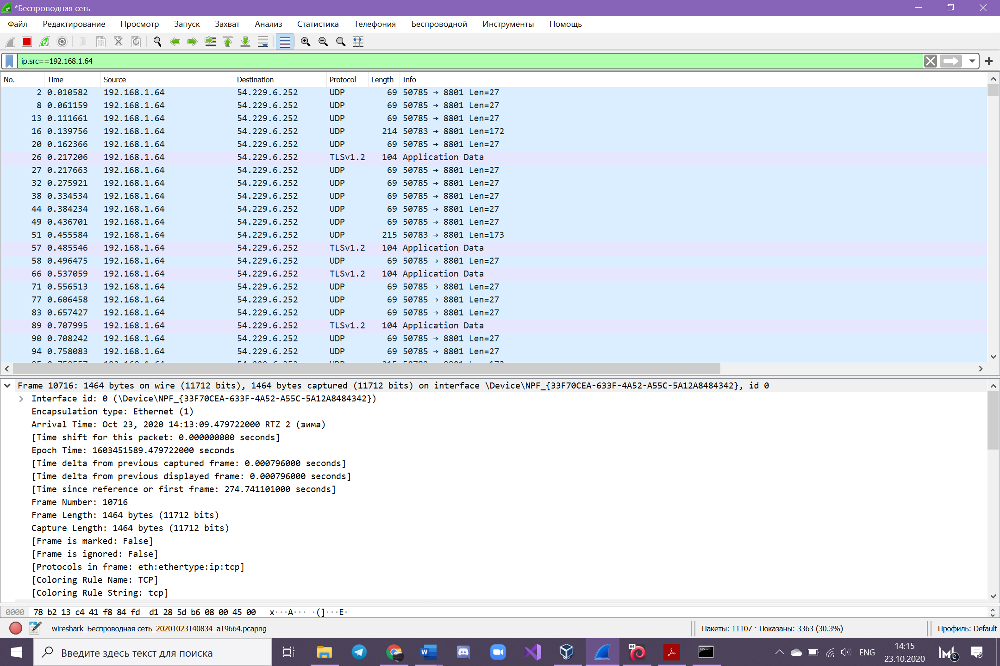 *Беспроводная сеть
Файл Редактирование Просмотр Запуск Захват Анализ Статистика Телефония Беспроводной Инструменты Помощь
ip.src==192.168.1.64
No. Time Source Destination Protocol Length Info
2 0.010582 192.168.1.64 54.229.6.252 UDP 69 50785 → 8801 Len=27
8 0.061159 192.168.1.64 54.229.6.252 UDP 69 50785 → 8801 Len=27
13 0.111661 192.168.1.64 54.229.6.252 UDP 69 50785 → 8801 Len=27
16 0.139756 192.168.1.64 54.229.6.252 UDP 214 50783 → 8801 Len=172
20 0.162366 192.168.1.64 54.229.6.252 UDP 69 50785 → 8801 Len=27
26 0.217206 192.168.1.64 54.229.6.252 TLSv1.2 104 Application Data
27 0.217663 192.168.1.64 54.229.6.252 UDP 69 50785 → 8801 Len=27
32 0.275921 192.168.1.64 54.229.6.252 UDP 69 50785 → 8801 Len=27
38 0.334534 192.168.1.64 54.229.6.252 UDP 69 50785 → 8801 Len=27
44 0.384234 192.168.1.64 54.229.6.252 UDP 69 50785 → 8801 Len=27
49 0.436701 192.168.1.64 54.229.6.252 UDP 69 50785 → 8801 Len=27
51 0.455584 192.168.1.64 54.229.6.252 UDP 215 50783 → 8801 Len=173
57 0.485546 192.168.1.64 54.229.6.252 TLSv1.2 104 Application Data
58 0.496475 192.168.1.64 54.229.6.252 UDP 69 50785 → 8801 Len=27
66 0.537059 192.168.1.64 54.229.6.252 TLSv1.2 104 Application Data
71 0.556513 192.168.1.64 54.229.6.252 UDP 69 50785 → 8801 Len=27
77 0.606458 192.168.1.64 54.229.6.252 UDP 69 50785 → 8801 Len=27
83 0.657427 192.168.1.64 54.229.6.252 UDP 69 50785 → 8801 Len=27
89 0.707995 192.168.1.64 54.229.6.252 TLSv1.2 104 Application Data
90 0.708242 192.168.1.64 54.229.6.252 UDP 69 50785 → 8801 Len=27
94 0.758083 192.168.1.64 54.229.6.252 UDP 69 50785 → 8801 Len=27
Frame 10716: 1464 bytes on wire (11712 bits), 1464 bytes captured (11712 bits) on interface \Device\NPF_{33F70CEA-633F-4A52-A55C-5A12A8484342}, id 0
Interface id: 0 (\Device\NPF_{33F70CEA-633F-4A52-A55C-5A12A8484342})
Encapsulation type: Ethernet (1)
Arrival Time: Oct 23, 2020 14:13:09.479722000 RTZ 2 (зима)
[Time shift for this packet: 0.000000000 seconds]
Epoch Time: 1603451589.479722000 seconds
[Time delta from previous captured frame: 0.000796000 seconds]
[Time delta from previous displayed frame: 0.000796000 seconds]
[Time since reference or first frame: 274.741101000 seconds]
Frame Number: 10716
Frame Length: 1464 bytes (11712 bits)
Capture Length: 1464 bytes (11712 bits)
[Frame is marked: False]
[Frame is ignored: False]
[Protocols in frame: eth:ethertype:ip:tcp]
[Coloring Rule Name: TCP]
[Coloring Rule String: tcp]
0000 78 b2 13 c4 41 f8 84 fd d1 28 5d b6 08 00 45 00 x···A··· ·(]···E·
wireshark_Беспроводная сеть_20201023140834_a19664.pcapng Пакеты: 11107 · Показаны: 3363 (30.3%) Профиль: Default
Введите здесь текст для поиска
64
ENG
14:15
23.10.2020
2